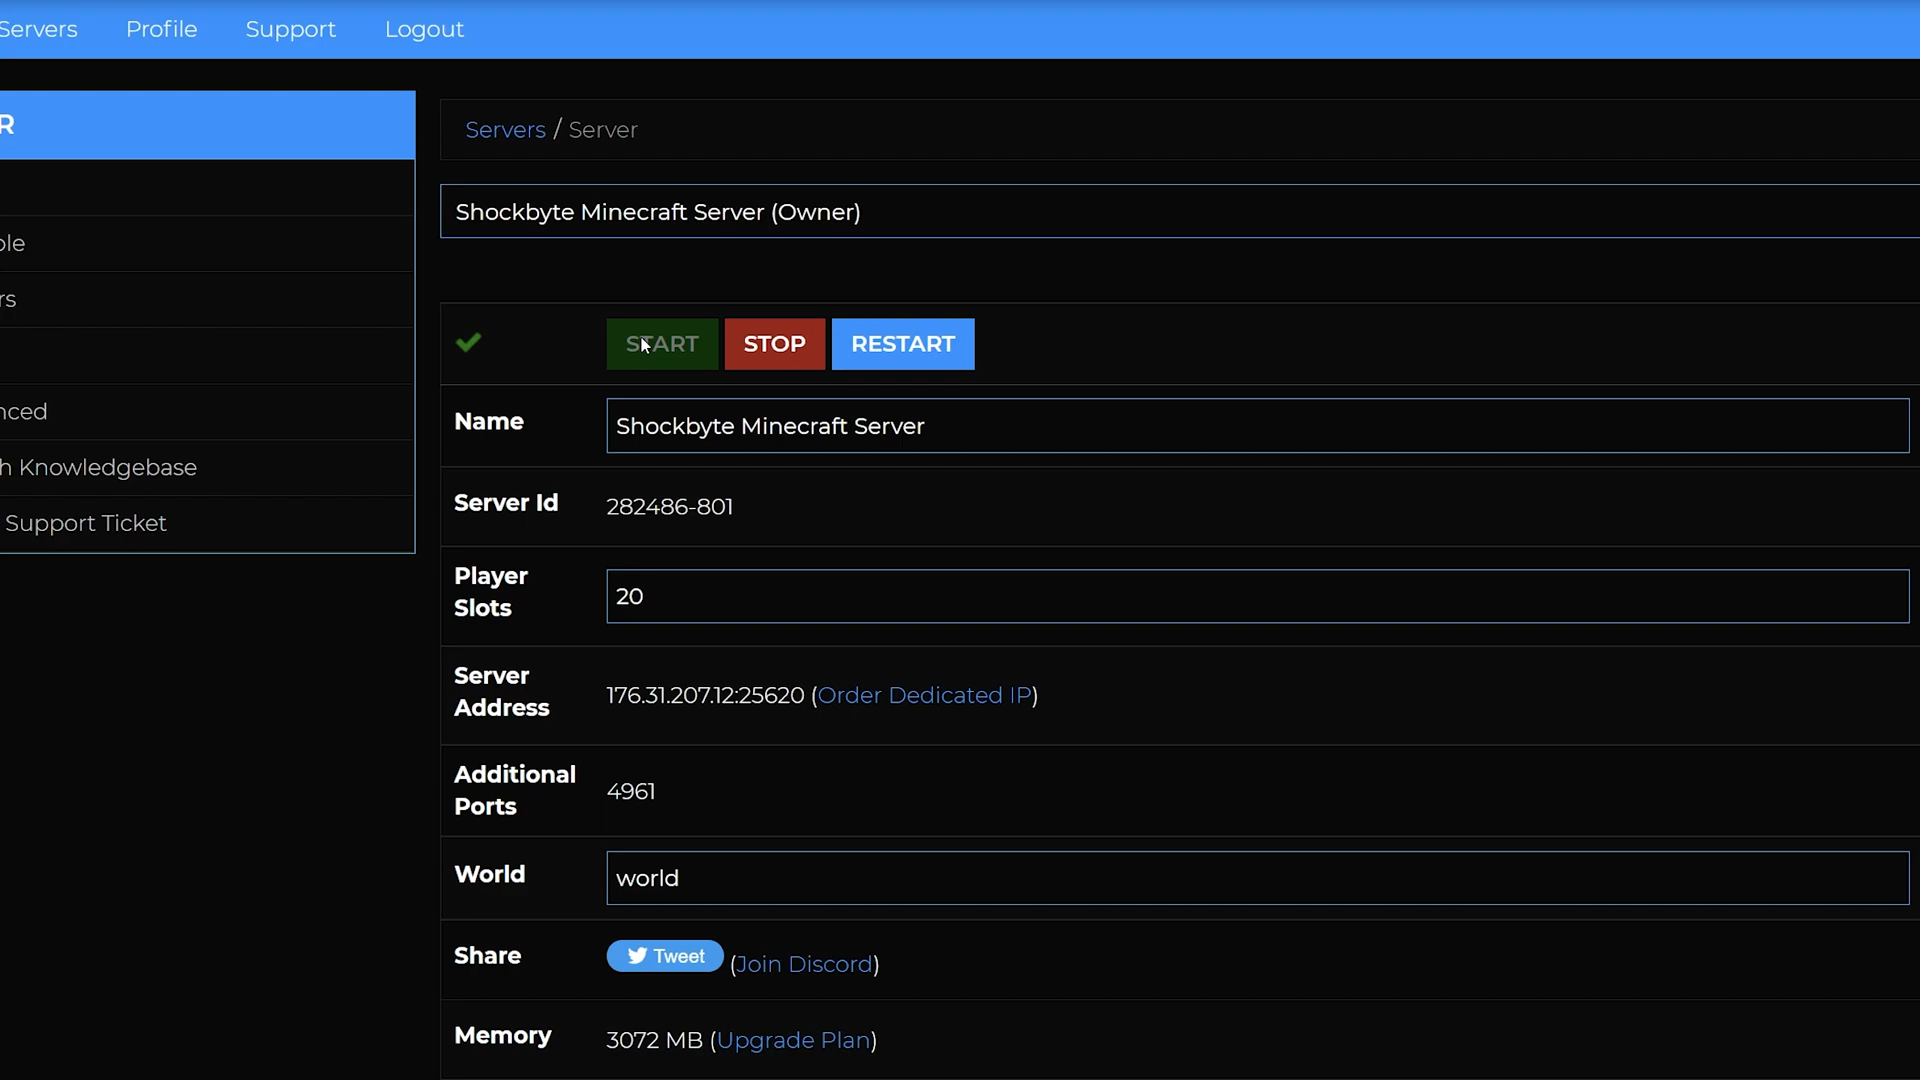 Servers Profile Support Logout
R
Servers / Server
Shockbyte Minecraft Server (Owner)
START STOP RESTART
Name Shockbyte Minecraft Server
nced
h Knowledgebase
Support Ticket
Server Id 282486-801
Player
Slots
20
Server
Address
176.31.207.12:25620 (Order Dedicated IP)
Additional
Ports
4961
World world
Share Tweet (Join Discord)
Memory 3072 MB (Upgrade Plan)